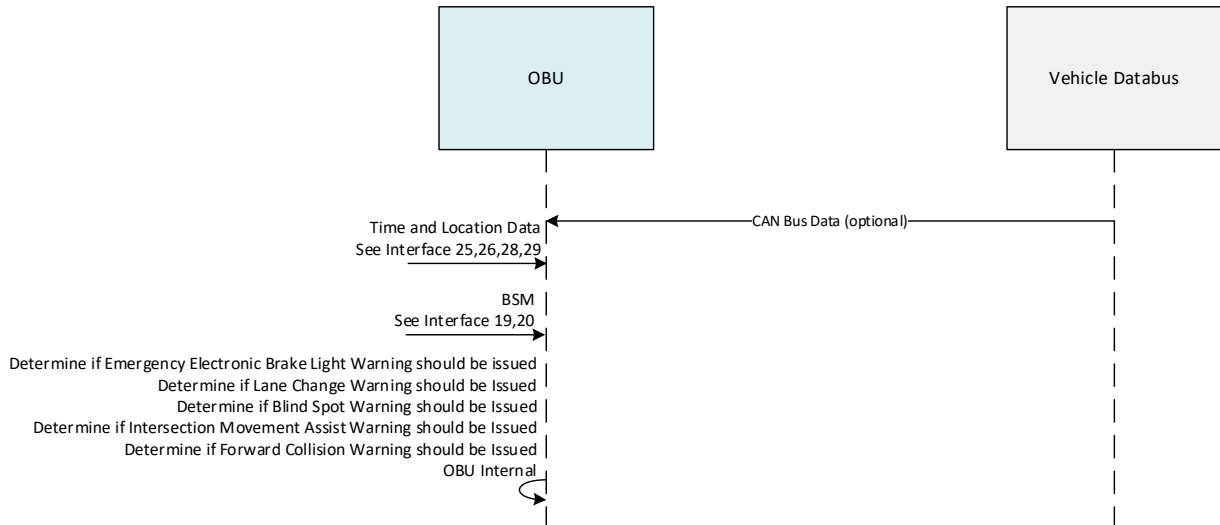 OBU
Vehicle Databus
CAN Bus Data (optional)
Time and Location Data
See Interface 25,26,28,29
BSM
See Interface 19,20
Determine if Emergency Electronic Brake Light Warning should be issued
Determine if Lane Change Warning should be Issued
Determine if Blind Spot Warning should be Issued
Determine if Intersection Movement Assist Warning should be Issued
Determine if Forward Collision Warning should be Issued
OBU Internal